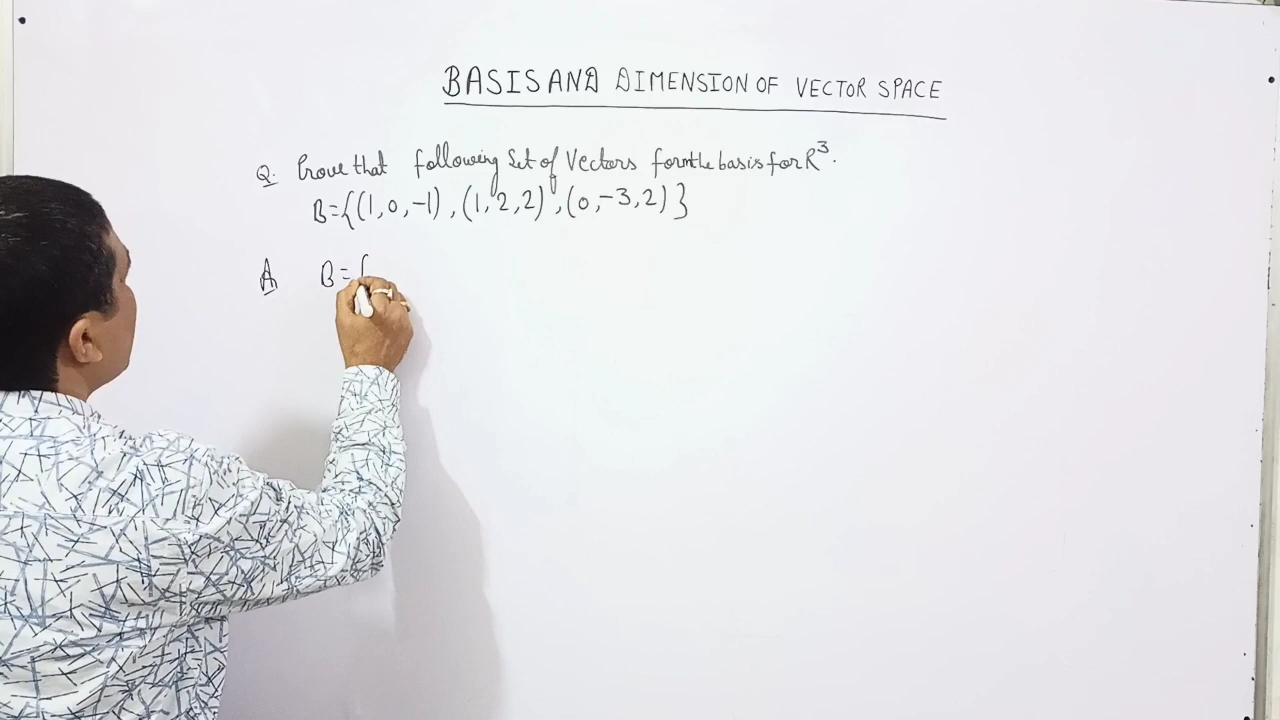 BASIS AND DIMENSION OF VECTOR SPACE
Q. Prove that following Set of Vectors form the basis for R³.
B={(1,0,-1),(1,2,2),(0,-3,2)}
A B={